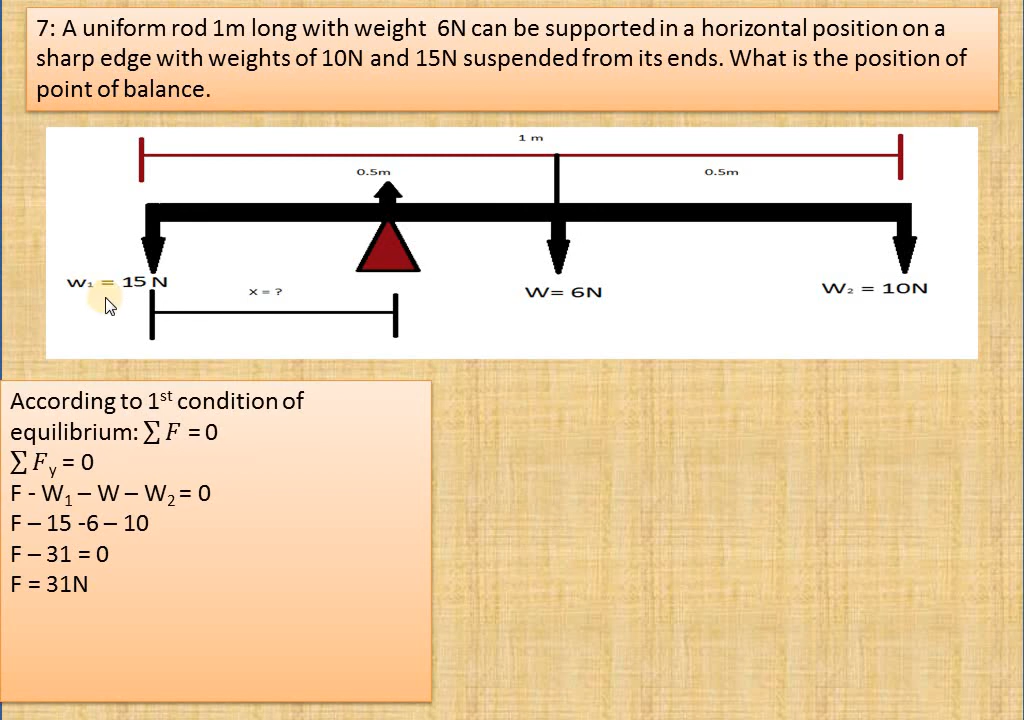 7: A uniform rod 1m long with weight  6N can be supported in a horizontal position on a
sharp edge with weights of 10N and 15N suspended from its ends. What is the position of
point of balance.
1 m
0.5m
0.5m
W₁ = 15 N
x = ?
W= 6N
W₂ = 10N
According to 1ˢᵗ condition of
equilibrium: ∑ F = 0
∑ Fy = 0
F - W₁ – W – W₂ = 0
F – 15 -6 – 10
F – 31 = 0
F = 31N